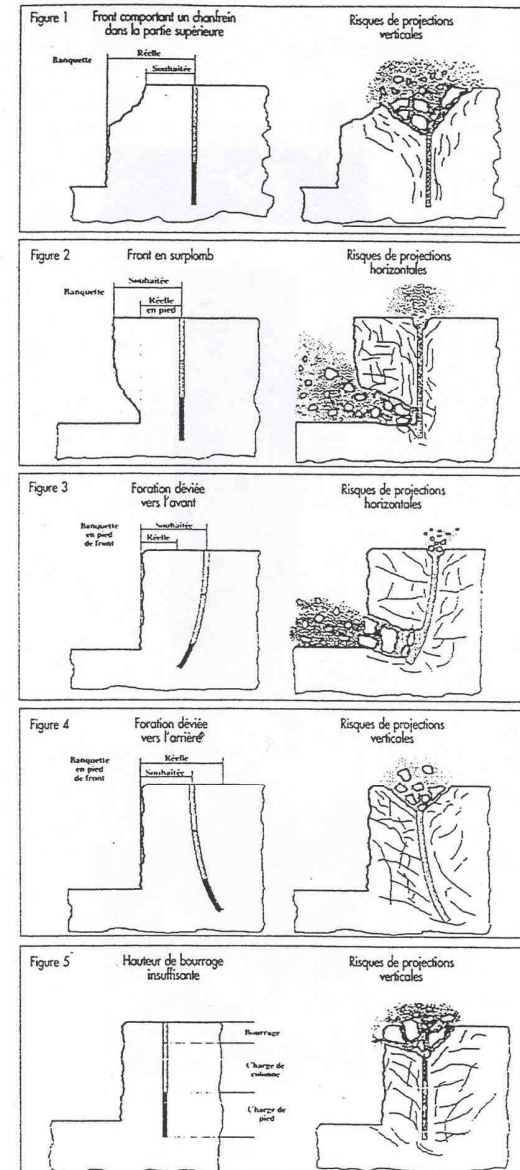 Figure 1
Front comportant un chanfrein
dans la partie supérieure
Risques de projections
verticales
Banquette
Réelle
Souhaitée
Figure 2
Front en surplomb
Risques de projections
horizontales
Banquette
Souhaitée
Réelle
en pied
Figure 3
Foration déviée
vers l'avant
Risques de projections
horizontales
Banquette
en pied
de front
Souhaitée
Réelle
Figure 4
Foration déviée
vers l'arrière
Risques de projections
verticales
Banquette
en pied
de front
Réelle
Souhaitée
Figure 5
Hauteur de bourrage
insuffisante
Risques de projections
verticales
Bourrage
Charge de
colonne
Charge de
pied